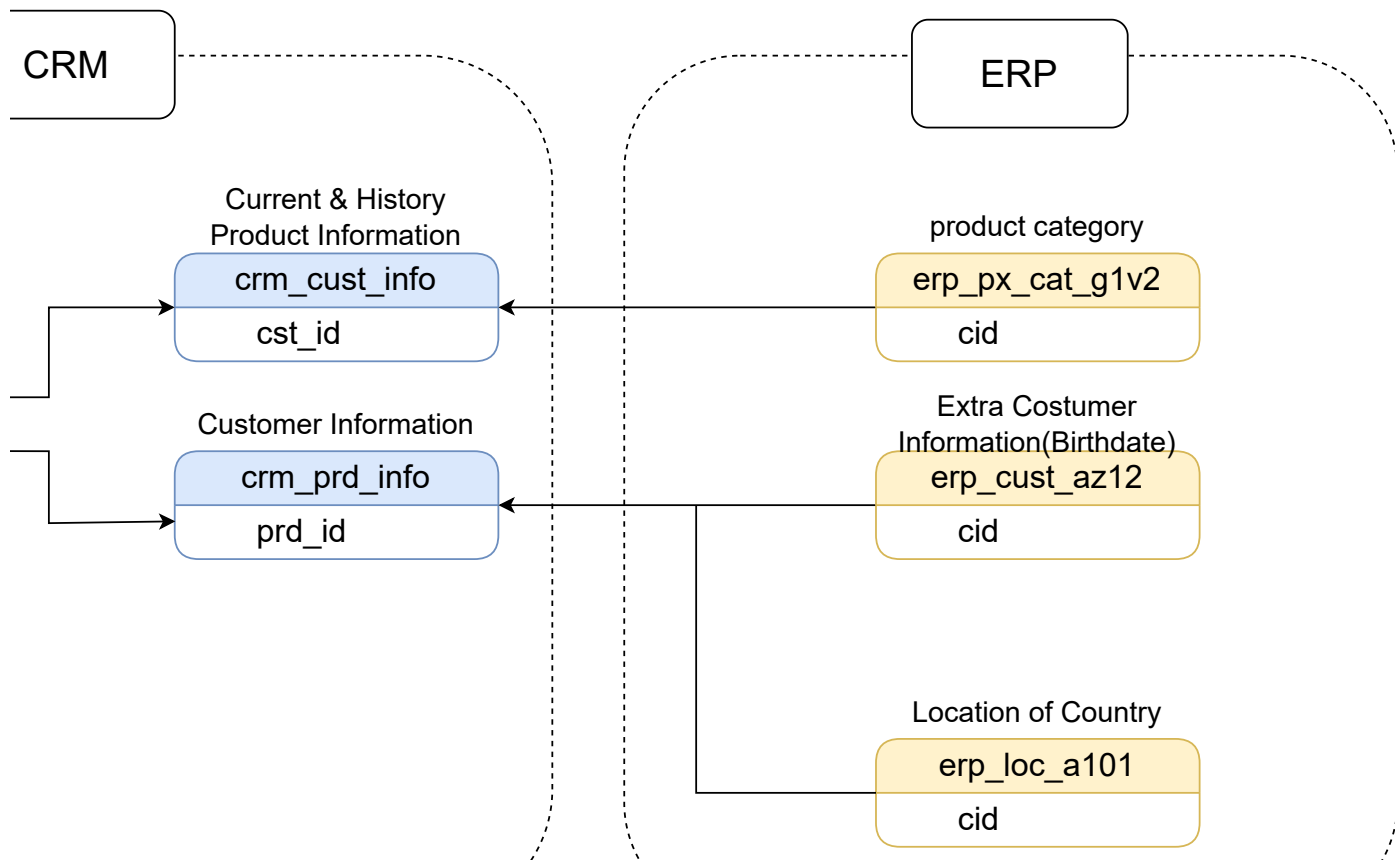 CRM
ERP
Current & History
Product Information
crm_cust_info
cst_id
product category
erp_px_cat_g1v2
cid
Customer Information
crm_prd_info
prd_id
Extra Costumer
Information(Birthdate)
erp_cust_az12
cid
Location of Country
erp_loc_a101
cid